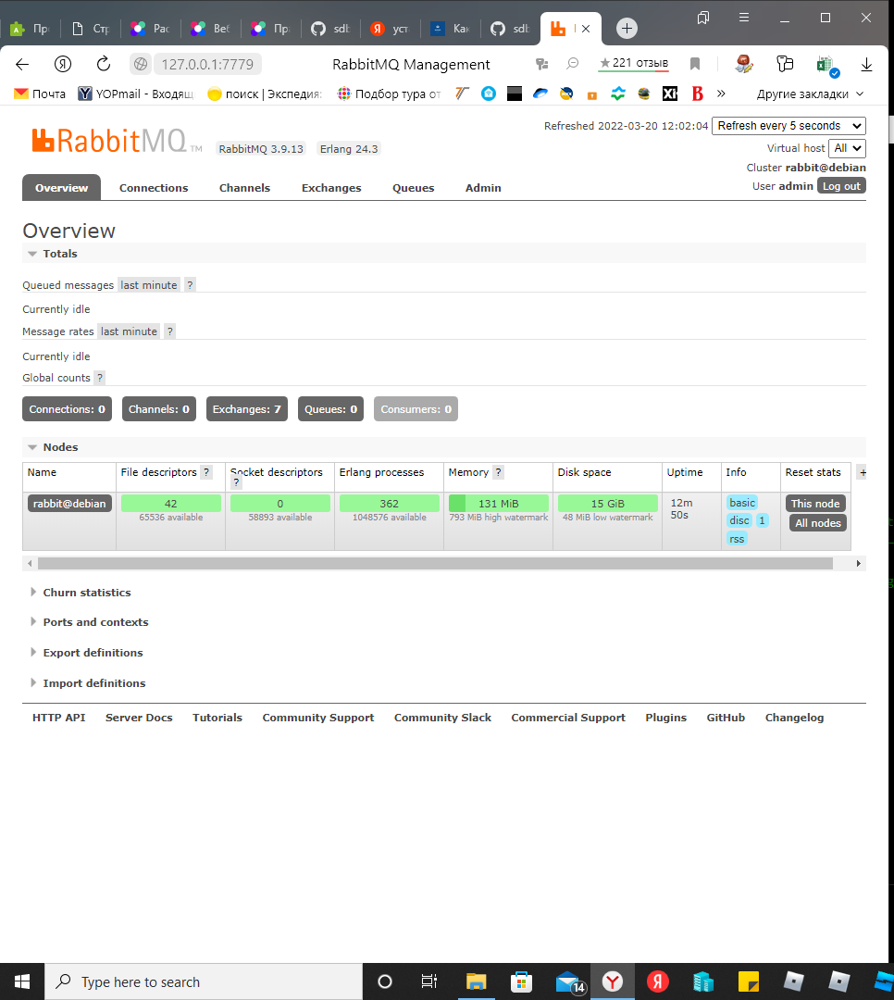 Пр Стр Рас Веб Пра sdb уст Как sdb
127.0.0.1:7779 RabbitMQ Management ★ 221 отзыв
Почта YOPmail - Входящ поиск | Экспедия: Подбор тура от » Другие закладки
Refreshed 2022-03-20 12:02:04 Refresh every 5 seconds
RabbitMQ TM RabbitMQ 3.9.13 Erlang 24.3
Virtual host All
Cluster rabbit@debian
User admin Log out
Overview Connections Channels Exchanges Queues Admin
Overview
Totals
Queued messages last minute ?
Currently idle
Message rates last minute ?
Currently idle
Global counts ?
Connections: 0 Channels: 0 Exchanges: 7 Queues: 0 Consumers: 0
Nodes
Name File descriptors ? Socket descriptors ? Erlang processes Memory ? Disk space Uptime Info Reset stats +
rabbit@debian 42 0 362 131 MiB 15 GiB 12m 50s basic disc 1 rss This node All nodes
65536 available 58893 available 1048576 available 793 MiB high watermark 48 MiB low watermark
Churn statistics
Ports and contexts
Export definitions
Import definitions
HTTP API Server Docs Tutorials Community Support Community Slack Commercial Support Plugins GitHub Changelog
Type here to search 14